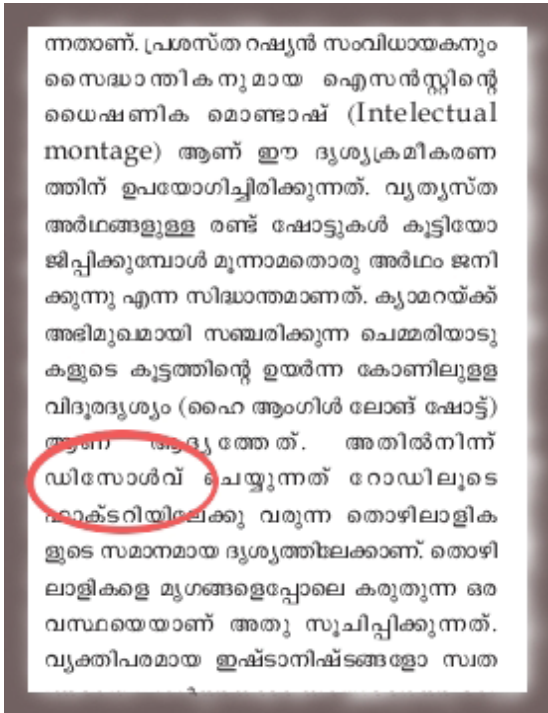 ന്നതാണ്. പ്രശസ്ത റഷ്യൻ സംവിധായകനും
സൈദ്ധാന്തികനുമായ ഐസൻസ്റ്റിന്റെ
ധൈഷണിക മൊണ്ടാഷ് (Intelectual
montage) ആണ് ഈ ദൃശ്യക്രമീകരണ
ത്തിന് ഉപയോഗിച്ചിരിക്കുന്നത്. വ്യത്യസ്ത
അർഥങ്ങളുള്ള രണ്ട് ഷോട്ടുകൾ കൂട്ടിയോ
ജിപ്പിക്കുമ്പോൾ മൂന്നാമതൊരു അർഥം ജനി
ക്കുന്നു എന്ന സിദ്ധാന്തമാണത്. ക്യാമറയ്ക്ക്
അഭിമുഖമായി സഞ്ചരിക്കുന്ന ചെമ്മരിയാടു
കളുടെ കൂട്ടത്തിന്റെ ഉയർന്ന കോണിലുളള
വിദൂരദൃശ്യം (ഹൈ ആംഗിൾ ലോങ് ഷോട്ട്)
ആണ് ആദ്യത്തേത്. അതിൽനിന്ന്
ഡിസോൾവ് ചെയ്യുന്നത് റോഡിലൂടെ
ഫാക്ടറിയിലേക്കു വരുന്ന തൊഴിലാളിക
ളുടെ സമാനമായ ദൃശ്യത്തിലേക്കാണ്. തൊഴി
ലാളികളെ മൃഗങ്ങളെപ്പോലെ കരുതുന്ന ഒര
വസ്ഥയെയാണ് അതു സൂചിപ്പിക്കുന്നത്.
വ്യക്തിപരമായ ഇഷ്ടാനിഷ്ടങ്ങളോ സ്വത